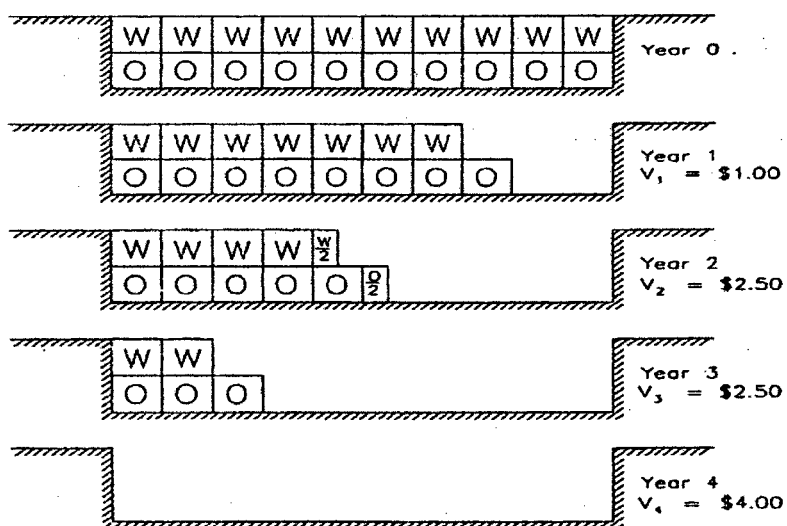 W W W W W W W W W W
Year 0 .
O O O O O O O O O O
W W W W W W W
Year 1
O O O O O O O O
V₁ = $1.00
W W W W W/2
Year 2
O O O O O O/2
V₂ = $2.50
W W
Year 3
O O O
V₃ = $2.50
Year 4
V₄ = $4.00